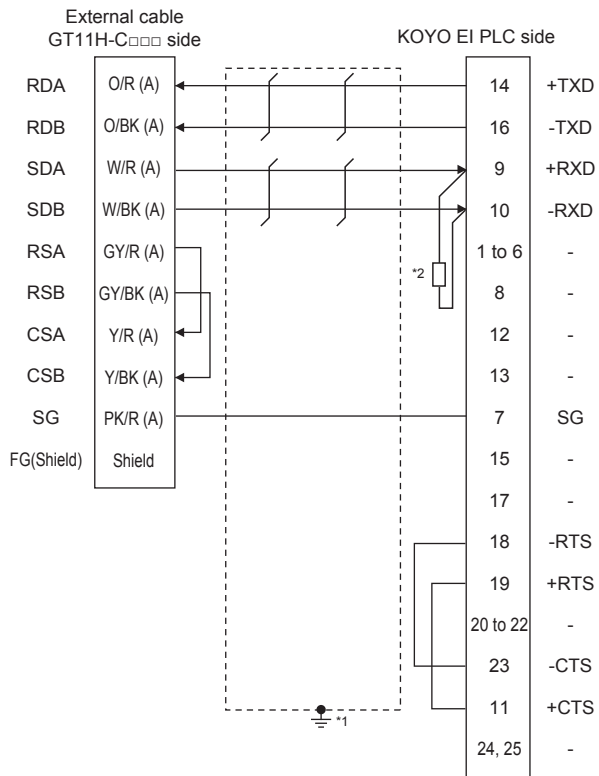 External cable
GT11H-C□□□ side
KOYO EI PLC side
RDA O/R (A) 14 +TXD
RDB O/BK (A) 16 -TXD
SDA W/R (A) 9 +RXD
SDB W/BK (A) 10 -RXD
RSA GY/R (A) 1 to 6 -
*2
RSB GY/BK (A) 8 -
CSA Y/R (A) 12 -
CSB Y/BK (A) 13 -
SG PK/R (A) 7 SG
FG(Shield) Shield 15 -
17 -
18 -RTS
19 +RTS
20 to 22 -
23 -CTS
11 +CTS
*1
24, 25 -